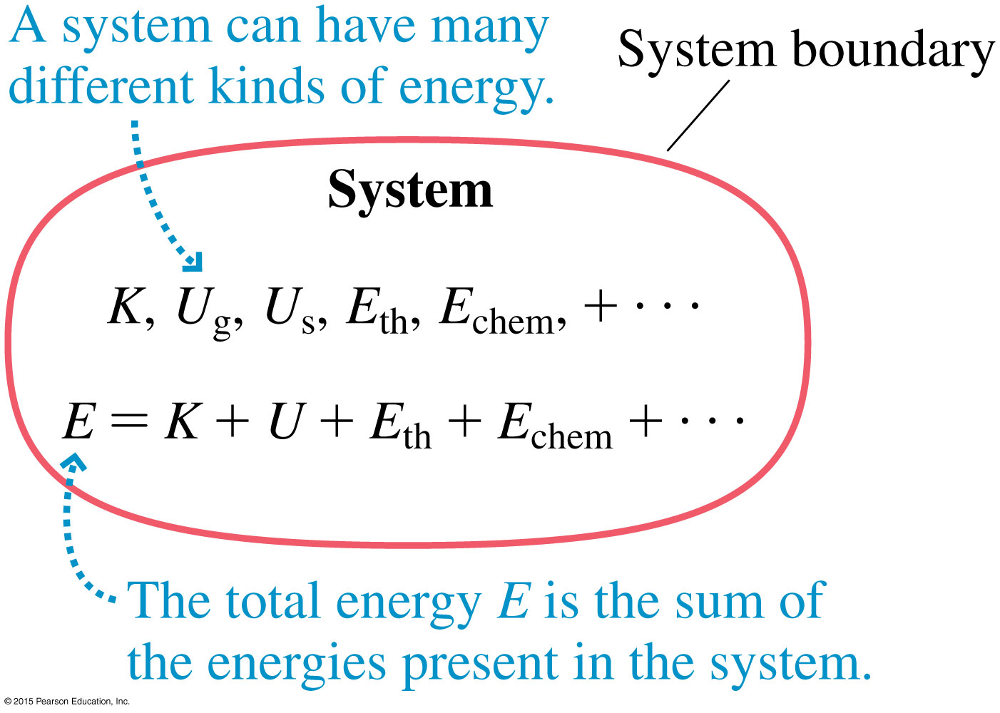 A system can have many
different kinds of energy.
System boundary
System
K, Ug, Us, Eth, Echem, + · · ·
E = K + U + Eth + Echem + · · ·
The total energy E is the sum of
the energies present in the system.
© 2015 Pearson Education, Inc.